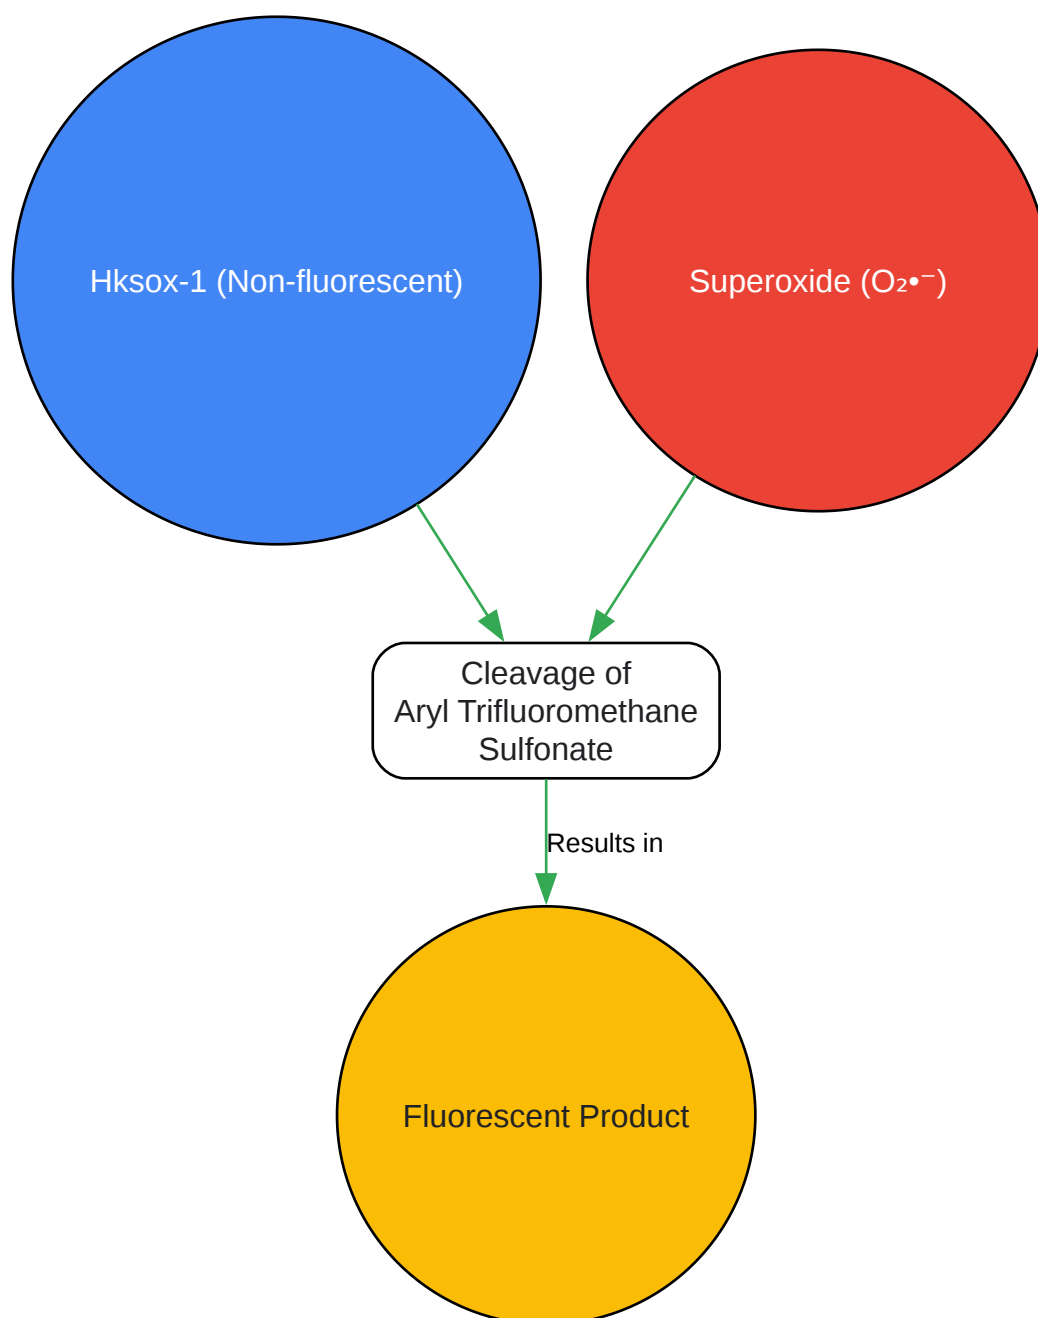 Hksox-1 (Non-fluorescent)
Superoxide (O₂•⁻)
Cleavage of
Aryl Trifluoromethane
Sulfonate
Results in
Fluorescent Product